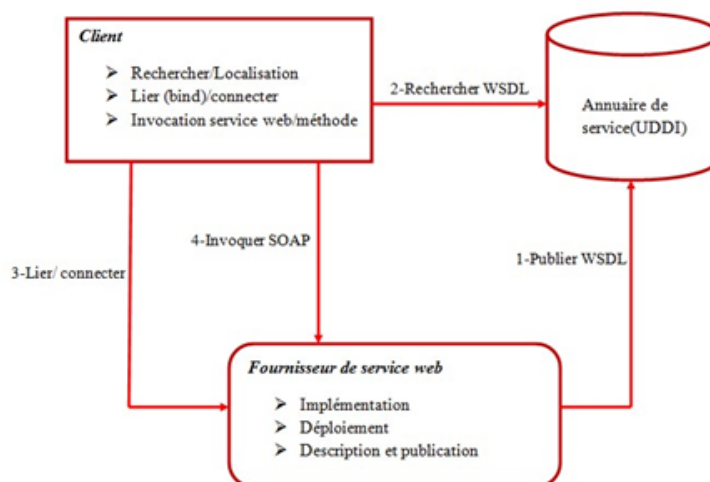 Client
➢ Rechercher/Localisation
➢ Lier (bind)/connecter
➢ Invocation service web/méthode
2-Rechercher WSDL
Annuaire de
service(UDDI)
4-Invoquer SOAP
1-Publier WSDL
3-Lier/ connecter
Fournisseur de service web
➢ Implémentation
➢ Déploiement
➢ Description et publication